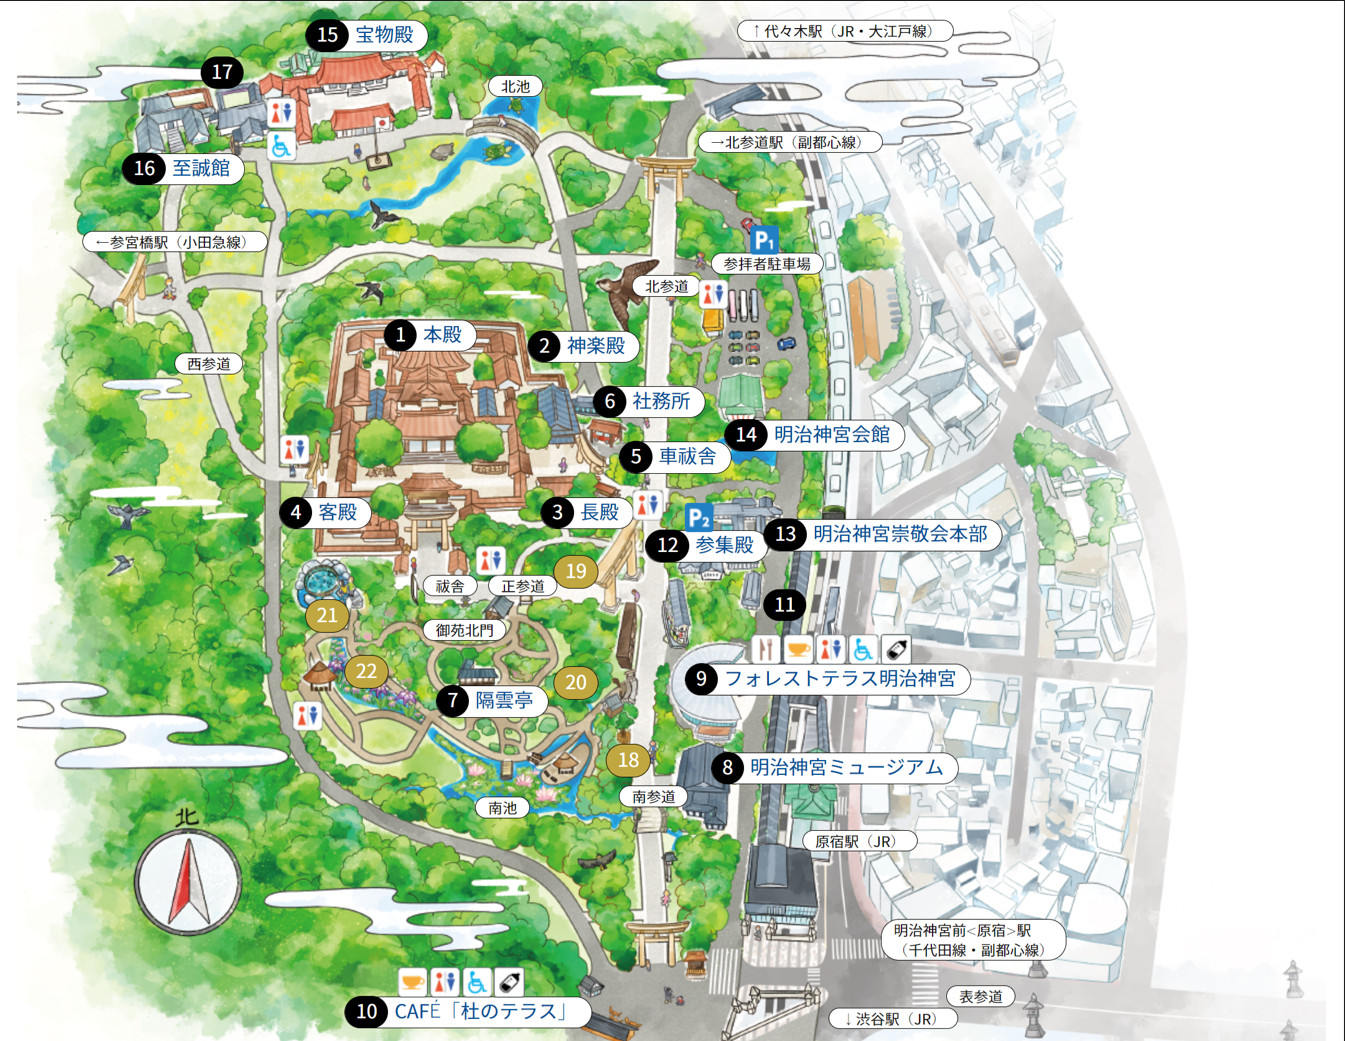 15 宝物殿
↑ 代々木駅（JR・大江戸線）
17
北池
→北参道駅（副都心線）
16 至誠館
←参宮橋駅（小田急線）
P1
参拝者駐車場
北参道
1 本殿
2 神楽殿
西参道
6 社務所
14 明治神宮会館
5 車祓舎
4 客殿
3 長殿
P2
12 参集殿
13 明治神宮崇敬会本部
19
祓舎
正参道
11
21
御苑北門
22
20
9 フォレストテラス明治神宮
7 隔雲亭
18
8 明治神宮ミュージアム
南参道
南池
北
原宿駅（JR）
明治神宮前<原宿>駅
（千代田線・副都心線）
表参道
10 CAFÉ「杜のテラス」
↓ 渋谷駅（JR）